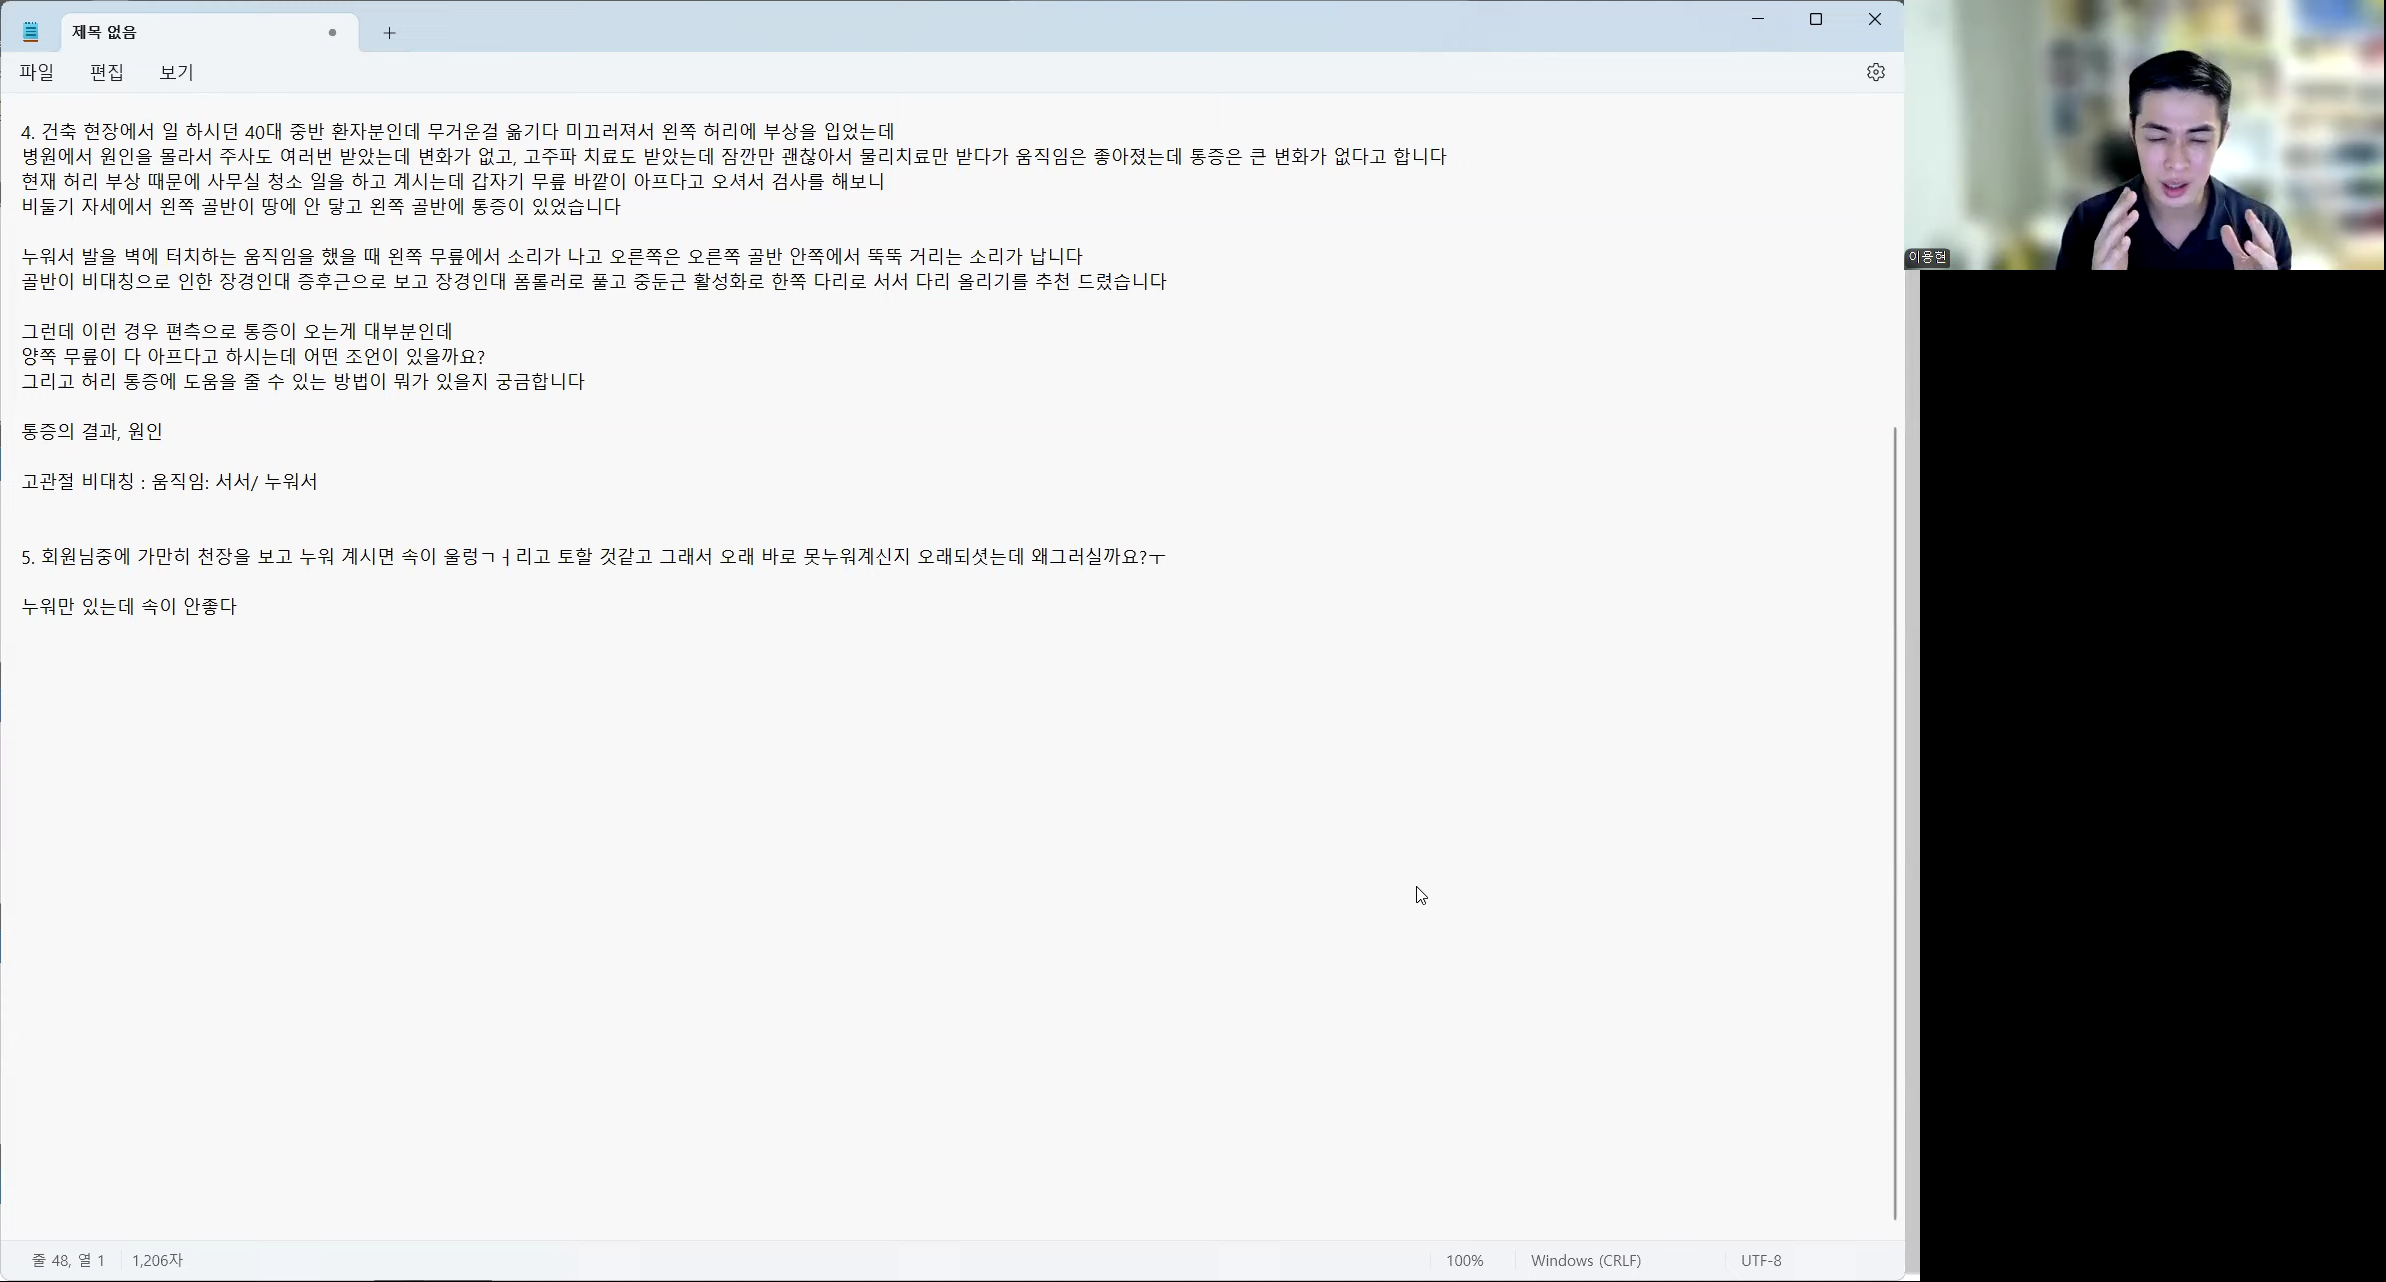 제목 없음
파일 편집 보기
4. 건축 현장에서 일 하시던 40대 중반 환자분인데 무거운걸 옮기다 미끄러져서 왼쪽 허리에 부상을 입었는데
병원에서 원인을 몰라서 주사도 여러번 받았는데 변화가 없고, 고주파 치료도 받았는데 잠깐만 괜찮아서 물리치료만 받다가 움직임은 좋아졌는데 통증은 큰 변화가 없다고 합니다
현재 허리 부상 때문에 사무실 청소 일을 하고 계시는데 갑자기 무릎 바깥이 아프다고 오셔서 검사를 해보니
비둘기 자세에서 왼쪽 골반이 땅에 안 닿고 왼쪽 골반에 통증이 있었습니다
누워서 발을 벽에 터치하는 움직임을 했을 때 왼쪽 무릎에서 소리가 나고 오른쪽은 오른쪽 골반 안쪽에서 뚝뚝 거리는 소리가 납니다
골반이 비대칭으로 인한 장경인대 증후근으로 보고 장경인대 폼롤러로 풀고 중둔근 활성화로 한쪽 다리로 서서 다리 올리기를 추천 드렸습니다
그런데 이런 경우 편측으로 통증이 오는게 대부분인데
양쪽 무릎이 다 아프다고 하시는데 어떤 조언이 있을까요?
그리고 허리 통증에 도움을 줄 수 있는 방법이 뭐가 있을지 궁금합니다
통증의 결과, 원인
고관절 비대칭 : 움직임: 서서/ 누워서
5. 회원님중에 가만히 천장을 보고 누워 계시면 속이 울렁ㄱㅓ리고 토할 것같고 그래서 오래 바로 못누워계신지 오래되셧는데 왜그러실까요?ㅜ
누워만 있는데 속이 안좋다
이용현
줄 48, 열 1 1,206자 100% Windows (CRLF) UTF-8